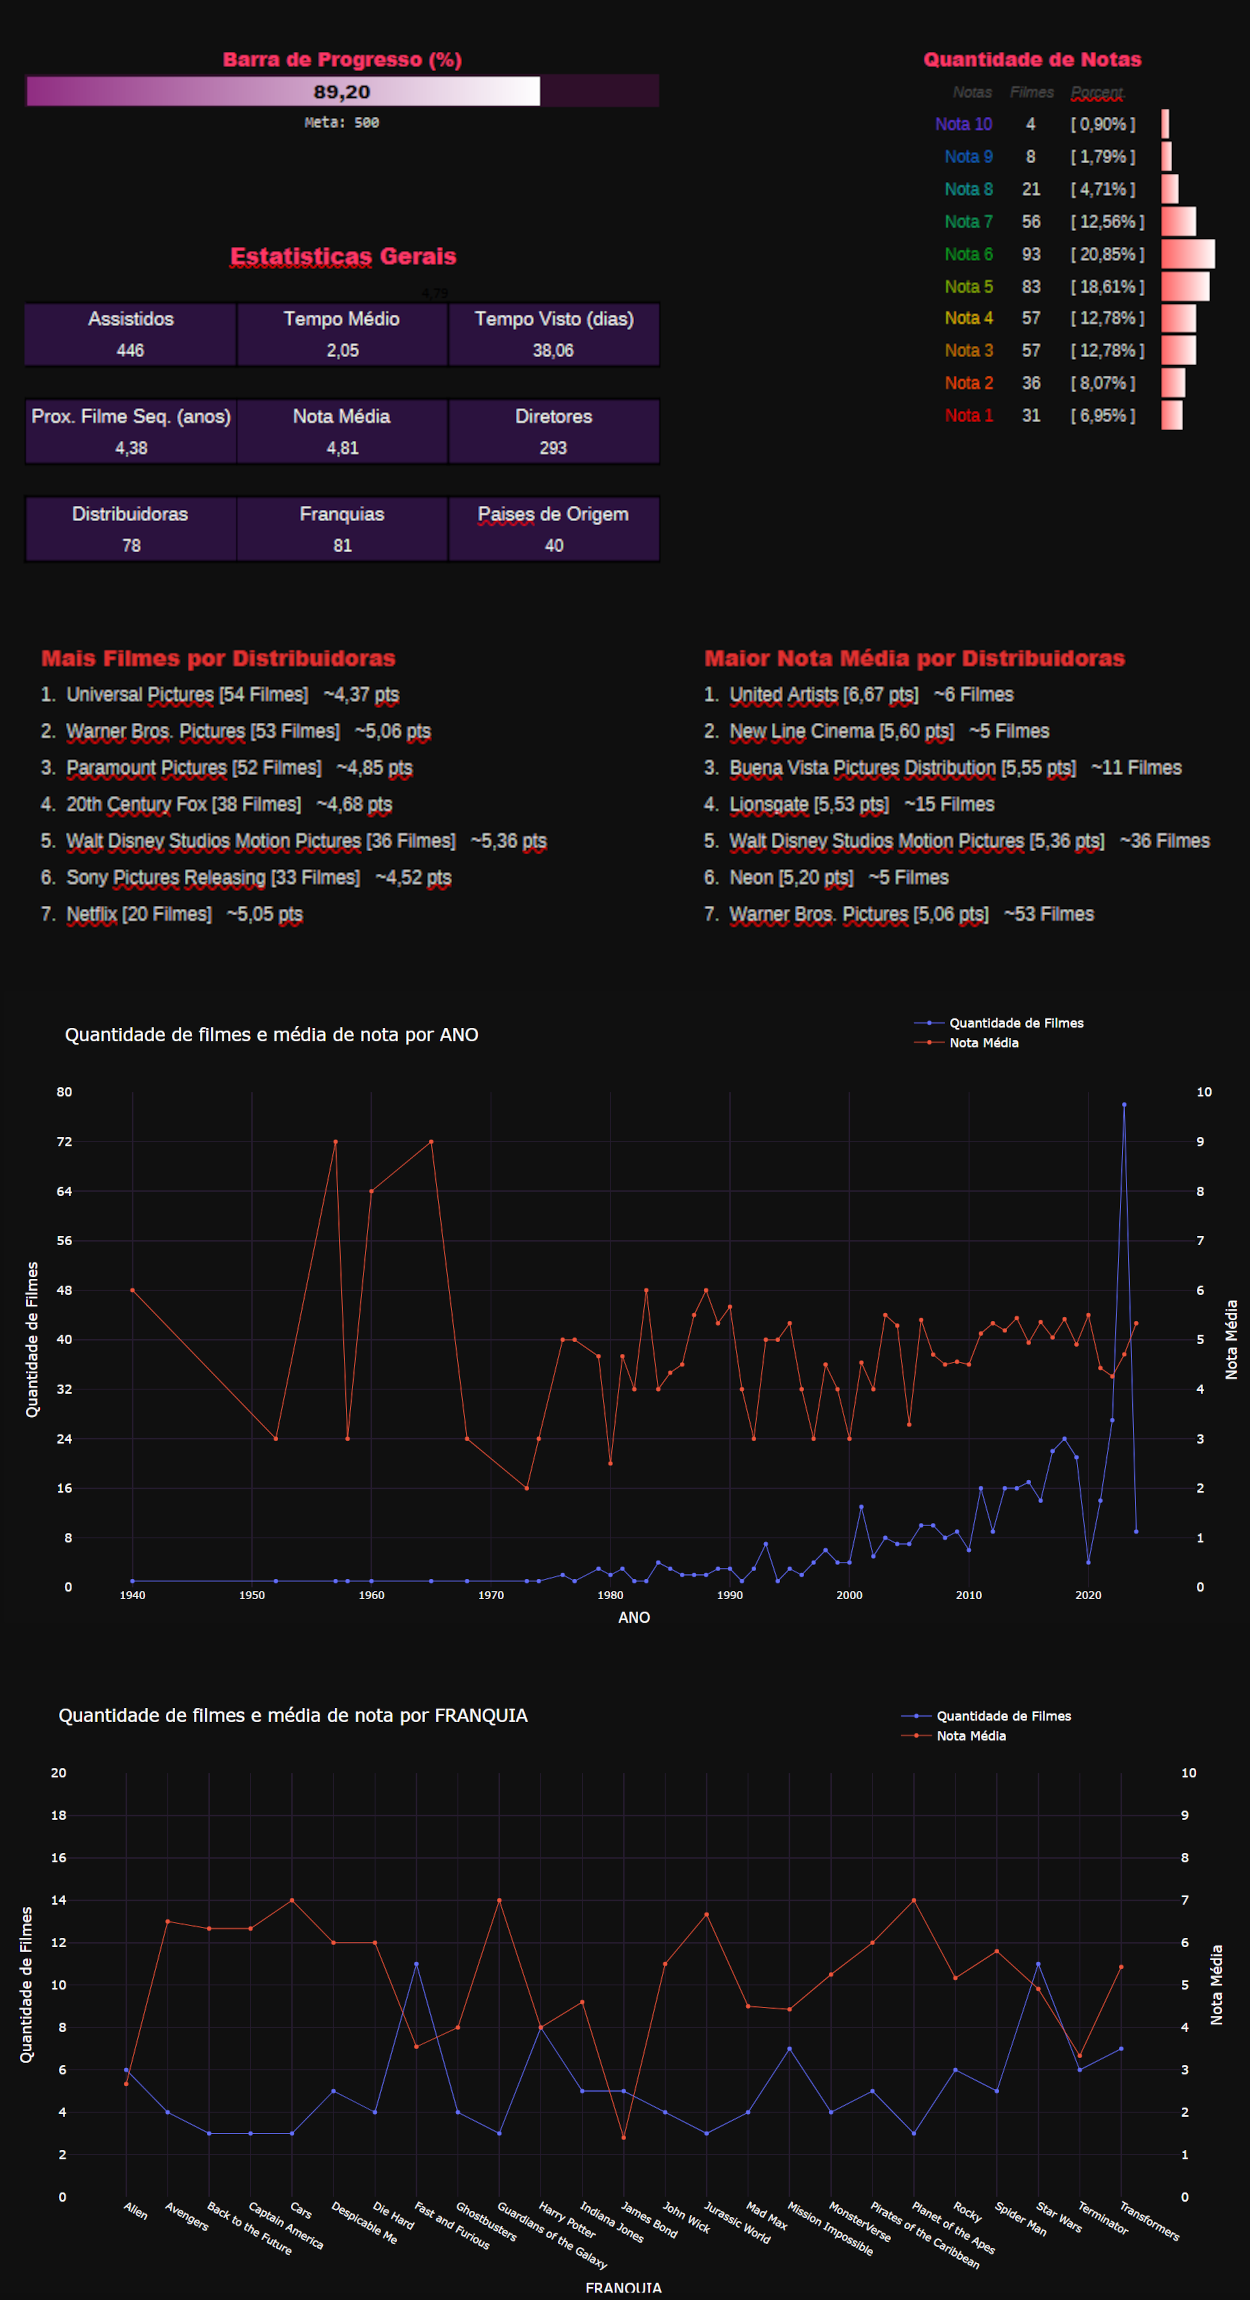 Barra de Progresso (%)
89,20
Meta: 500
Quantidade de Notas
Notas Filmes Porcent.
Nota 10 4 [ 0,90% ]
Nota 9 8 [ 1,79% ]
Nota 8 21 [ 4,71% ]
Nota 7 56 [ 12,56% ]
Nota 6 93 [ 20,85% ]
Nota 5 83 [ 18,61% ]
Nota 4 57 [ 12,78% ]
Nota 3 57 [ 12,78% ]
Nota 2 36 [ 8,07% ]
Nota 1 31 [ 6,95% ]
Estatisticas Gerais
4,79
Assistidos Tempo Médio Tempo Visto (dias)
446 2,05 38,06
Prox. Filme Seq. (anos) Nota Média Diretores
4,38 4,81 293
Distribuidoras Franquias Paises de Origem
78 81 40
Mais Filmes por Distribuidoras
1. Universal Pictures [54 Filmes] ~4,37 pts
2. Warner Bros. Pictures [53 Filmes] ~5,06 pts
3. Paramount Pictures [52 Filmes] ~4,85 pts
4. 20th Century Fox [38 Filmes] ~4,68 pts
5. Walt Disney Studios Motion Pictures [36 Filmes] ~5,36 pts
6. Sony Pictures Releasing [33 Filmes] ~4,52 pts
7. Netflix [20 Filmes] ~5,05 pts
Maior Nota Média por Distribuidoras
1. United Artists [6,67 pts] ~6 Filmes
2. New Line Cinema [5,60 pts] ~5 Filmes
3. Buena Vista Pictures Distribution [5,55 pts] ~11 Filmes
4. Lionsgate [5,53 pts] ~15 Filmes
5. Walt Disney Studios Motion Pictures [5,36 pts] ~36 Filmes
6. Neon [5,20 pts] ~5 Filmes
7. Warner Bros. Pictures [5,06 pts] ~53 Filmes
Quantidade de filmes e média de nota por ANO
Quantidade de Filmes
Nota Média
80 10
72 9
64 8
56 7
48 6
40 5
32 4
24 3
16 2
8 1
0 0
Quantidade de Filmes
Nota Média
1940 1950 1960 1970 1980 1990 2000 2010 2020
ANO
Quantidade de filmes e média de nota por FRANQUIA
Quantidade de Filmes
Nota Média
20 10
18 9
16 8
14 7
12 6
10 5
8 4
6 3
4 2
2 1
0 0
Quantidade de Filmes
Nota Média
Alien
Avengers
Back to the Future
Captain America
Cars
Despicable Me
Die Hard
Fast and Furious
Ghostbusters
Guardians of the Galaxy
Harry Potter
Indiana Jones
James Bond
John Wick
Jurassic World
Mad Max
Mission Impossible
MonsterVerse
Pirates of the Caribbean
Planet of the Apes
Rocky
Spider Man
Star Wars
Terminator
Transformers
FRANQUIA